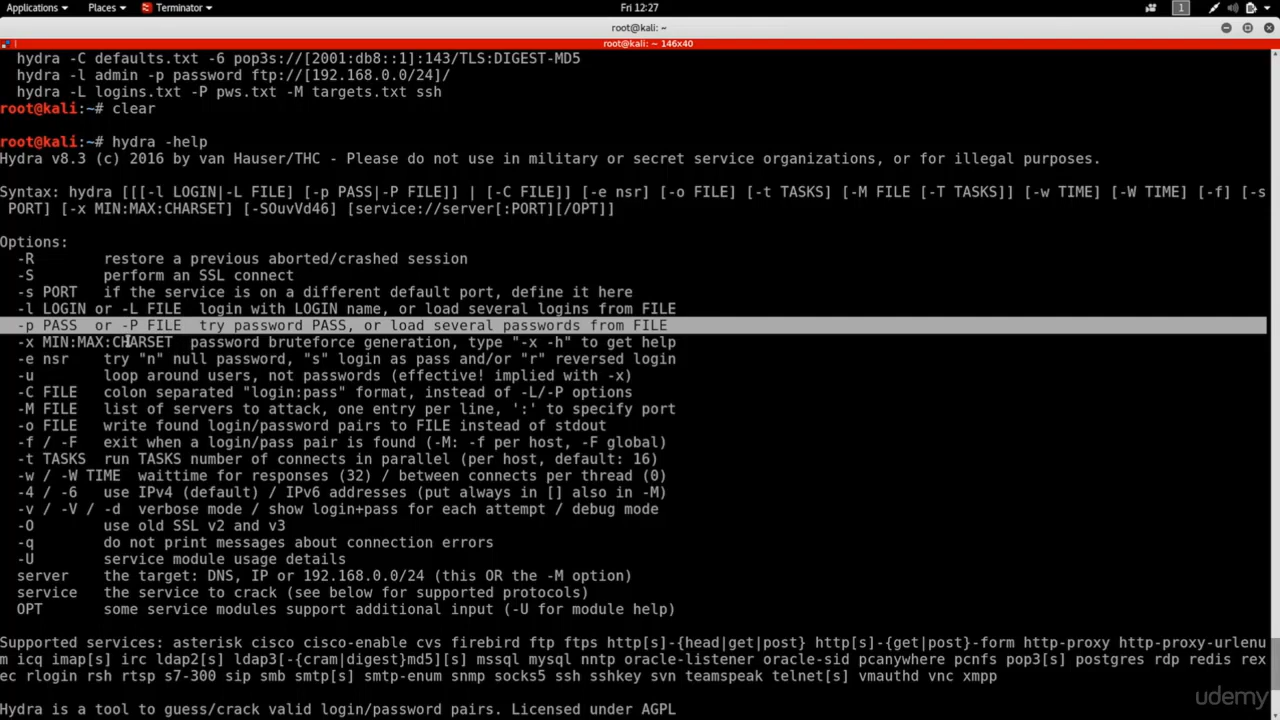 Applications Places Terminator Fri 12:27 1
root@kali: ~
root@kali: ~ 146x40
hydra -C defaults.txt -6 pop3s://[2001:db8::1]:143/TLS:DIGEST-MD5
hydra -l admin -p password ftp://[192.168.0.0/24]/
hydra -L logins.txt -P pws.txt -M targets.txt ssh
root@kali:~# clear
root@kali:~# hydra -help
Hydra v8.3 (c) 2016 by van Hauser/THC - Please do not use in military or secret service organizations, or for illegal purposes.
Syntax: hydra [[[-l LOGIN|-L FILE] [-p PASS|-P FILE]] | [-C FILE]] [-e nsr] [-o FILE] [-t TASKS] [-M FILE [-T TASKS]] [-w TIME] [-W TIME] [-f] [-s
PORT] [-x MIN:MAX:CHARSET] [-SOuvVd46] [service://server[:PORT][/OPT]]
Options:
-R restore a previous aborted/crashed session
-S perform an SSL connect
-s PORT if the service is on a different default port, define it here
-l LOGIN or -L FILE login with LOGIN name, or load several logins from FILE
-p PASS or -P FILE try password PASS, or load several passwords from FILE
-x MIN:MAX:CHARSET password bruteforce generation, type "-x -h" to get help
-e nsr try "n" null password, "s" login as pass and/or "r" reversed login
-u loop around users, not passwords (effective! implied with -x)
-C FILE colon separated "login:pass" format, instead of -L/-P options
-M FILE list of servers to attack, one entry per line, ':' to specify port
-o FILE write found login/password pairs to FILE instead of stdout
-f / -F exit when a login/pass pair is found (-M: -f per host, -F global)
-t TASKS run TASKS number of connects in parallel (per host, default: 16)
-w / -W TIME waittime for responses (32) / between connects per thread (0)
-4 / -6 use IPv4 (default) / IPv6 addresses (put always in [] also in -M)
-v / -V / -d verbose mode / show login+pass for each attempt / debug mode
-O use old SSL v2 and v3
-q do not print messages about connection errors
-U service module usage details
server the target: DNS, IP or 192.168.0.0/24 (this OR the -M option)
service the service to crack (see below for supported protocols)
OPT some service modules support additional input (-U for module help)
Supported services: asterisk cisco cisco-enable cvs firebird ftp ftps http[s]-{head|get|post} http[s]-{get|post}-form http-proxy http-proxy-urlenu
m icq imap[s] irc ldap2[s] ldap3[-{cram|digest}md5][s] mssql mysql nntp oracle-listener oracle-sid pcanywhere pcnfs pop3[s] postgres rdp redis rex
ec rlogin rsh rtsp s7-300 sip smb smtp[s] smtp-enum snmp socks5 ssh sshkey svn teamspeak telnet[s] vmauthd vnc xmpp
Hydra is a tool to guess/crack valid login/password pairs. Licensed under AGPL
udemy